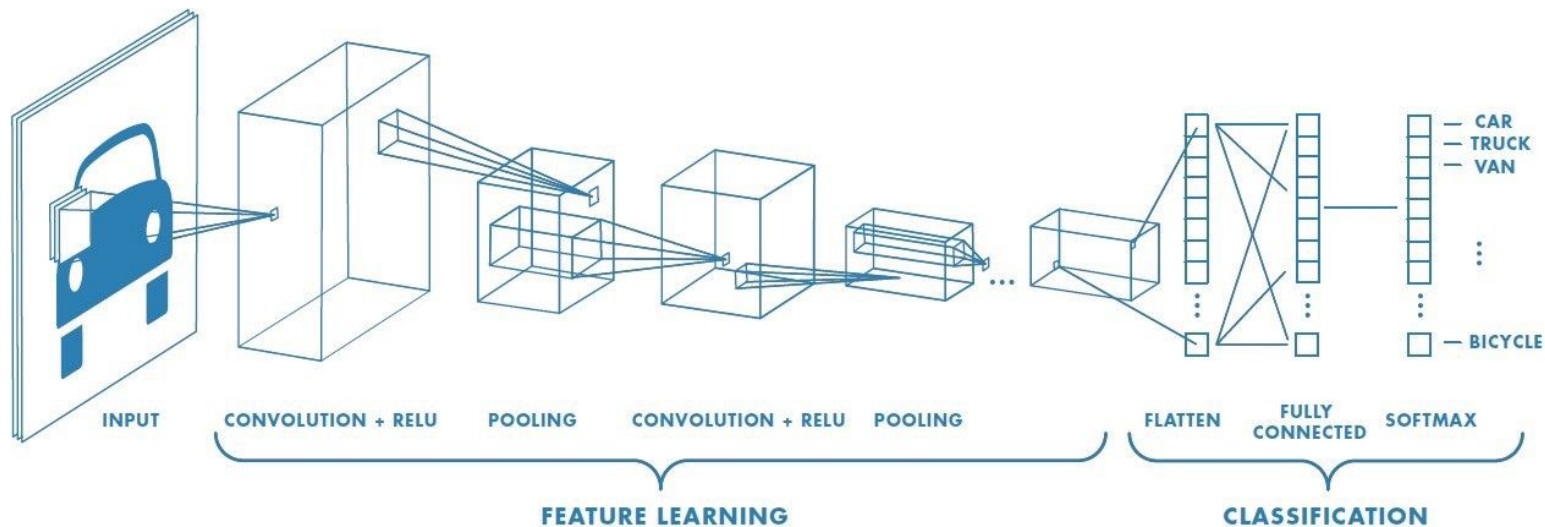 CAR
TRUCK
VAN
BICYCLE
INPUT
CONVOLUTION + RELU
POOLING
CONVOLUTION + RELU
POOLING
FLATTEN
FULLY
CONNECTED
SOFTMAX
FEATURE LEARNING
CLASSIFICATION